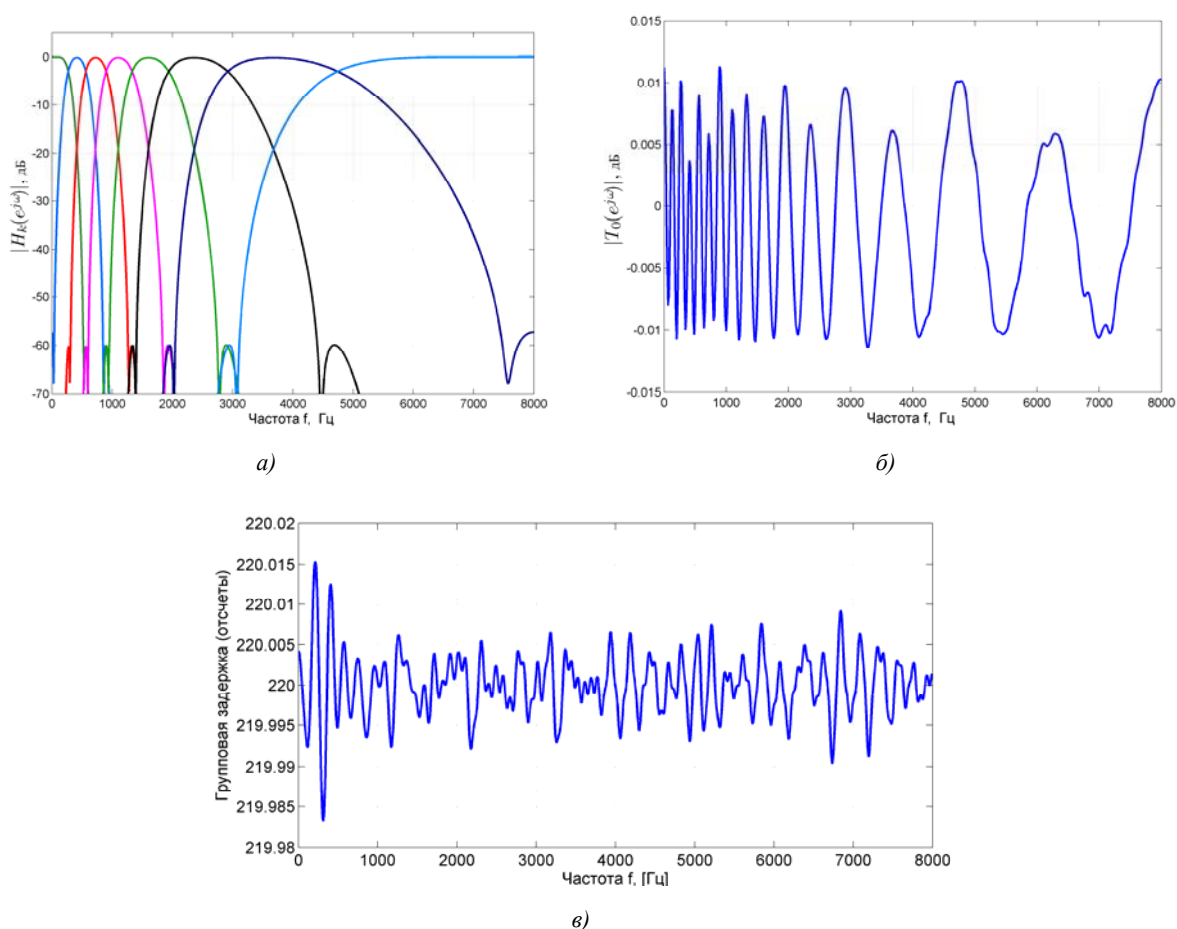 |H_k(e^{jω})|, дБ
0
-10
-20
-30
-40
-50
-60
-70
0 1000 2000 3000 4000 5000 6000 7000 8000
Частота f, Гц
а)
|T_0(e^{jω})|, дБ
0.015
0.01
0.005
0
-0.005
-0.01
-0.015
0 1000 2000 3000 4000 5000 6000 7000 8000
Частота f, Гц
б)
Групповая задержка (отсчеты)
220.02
220.015
220.01
220.005
220
219.995
219.99
219.985
219.98
0 1000 2000 3000 4000 5000 6000 7000 8000
Частота f, [Гц]
в)